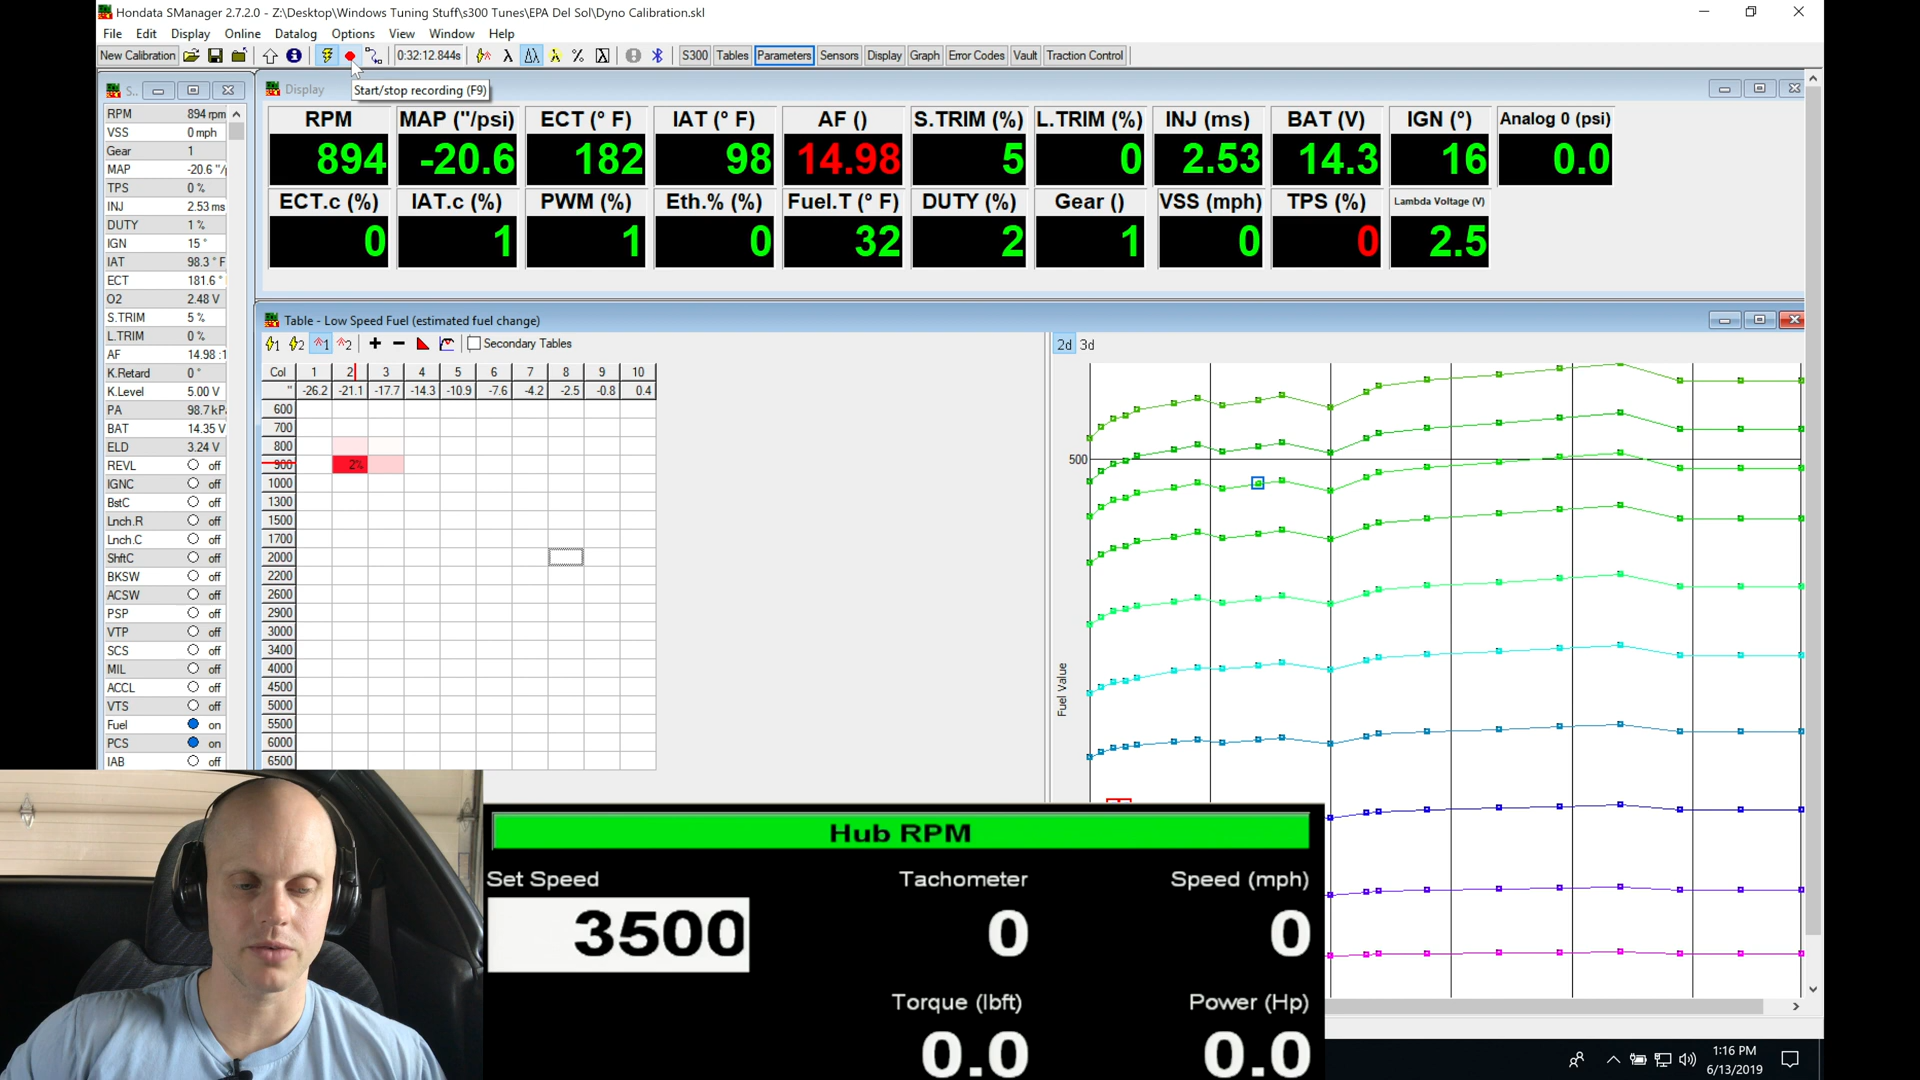 Hondata SManager 2.7.2.0 - Z:\Desktop\Windows Tuning Stuff\s300 Tunes\EPA Del Sol\Dyno Calibration.skl
File Edit Display Online Datalog Options View Window Help
New Calibration 0:32:12.844s λ % S300 Tables Parameters Sensors Display Graph Error Codes Vault Traction Control
Start/stop recording (F9)
S..
RPM 894 rpm
VSS 0 mph
Gear 1
MAP -20.6 "/
TPS 0 %
INJ 2.53 ms
DUTY 1 %
IGN 15 °
IAT 98.3 ° F
ECT 181.6 °
O2 2.48 V
S.TRIM 5 %
L.TRIM 0 %
AF 14.98 :1
K.Retard 0 °
K.Level 5.00 V
PA 98.7 kP
BAT 14.35 V
ELD 3.24 V
REVL off
IGNC off
BstC off
Lnch.R off
Lnch.C off
ShftC off
BKSW off
ACSW off
PSP off
VTP off
SCS off
MIL off
ACCL off
VTS off
Fuel on
PCS on
IAB off
Display
RPM MAP ("/psi) ECT (° F) IAT (° F) AF () S.TRIM (%) L.TRIM (%) INJ (ms) BAT (V) IGN (°) Analog 0 (psi)
894 -20.6 182 98 14.98 5 0 2.53 14.3 16 0.0
ECT.c (%) IAT.c (%) PWM (%) Eth.% (%) Fuel.T (° F) DUTY (%) Gear () VSS (mph) TPS (%) Lambda Voltage (V)
0 1 1 0 32 2 1 0 0 2.5
Table - Low Speed Fuel (estimated fuel change)
1 2 1 2 Secondary Tables
Col 1 2 3 4 5 6 7 8 9 10
" -26.2 -21.1 -17.7 -14.3 -10.9 -7.6 -4.2 -2.5 -0.8 0.4
600
700
800
900 2%
1000
1300
1500
1700
2000
2200
2600
2900
3000
3400
4000
4500
5000
5500
6000
6500
2d 3d
500
Fuel Value
Hub RPM
Set Speed Tachometer Speed (mph)
3500 0 0
Torque (lbft) Power (Hp)
0.0 0.0
1:16 PM
6/13/2019